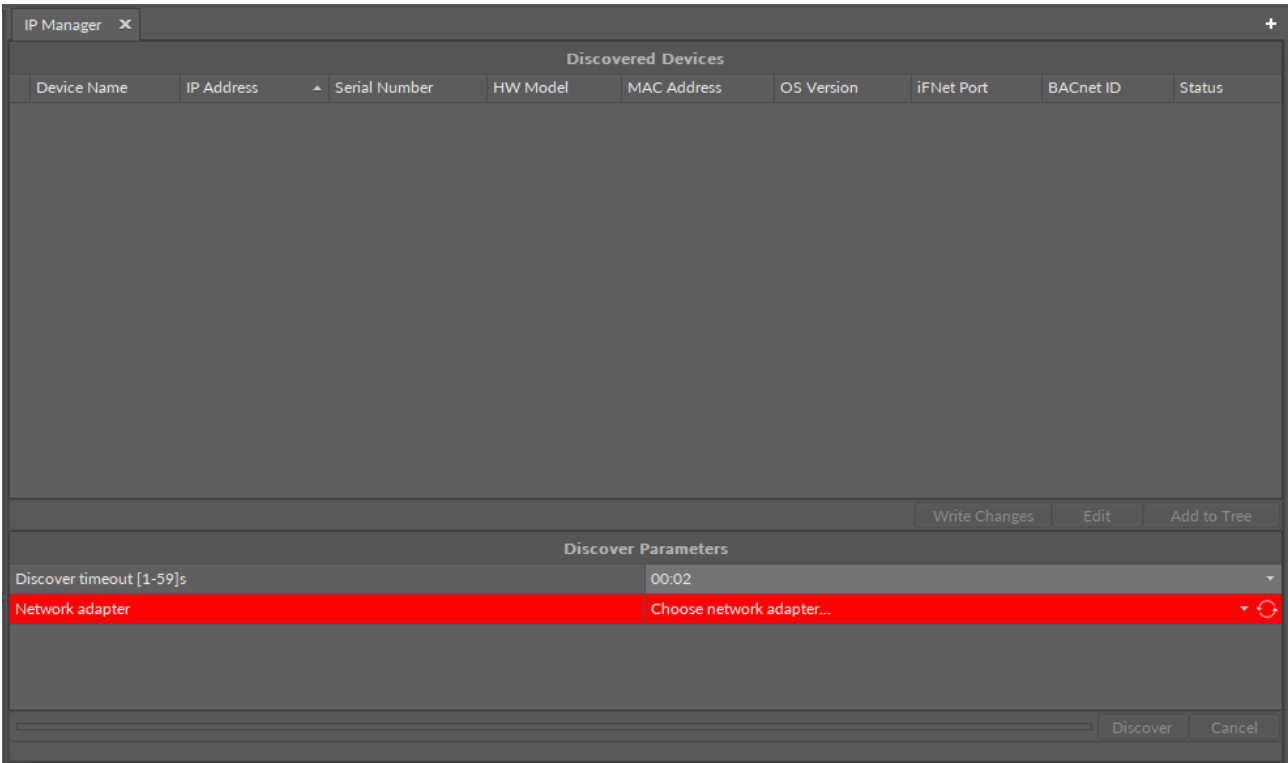 IP Manager
Discovered Devices
Device Name IP Address Serial Number HW Model MAC Address OS Version iFNet Port BACnet ID Status
Write Changes Edit Add to Tree
Discover Parameters
Discover timeout [1-59]s 00:02
Network adapter Choose network adapter...
Discover Cancel